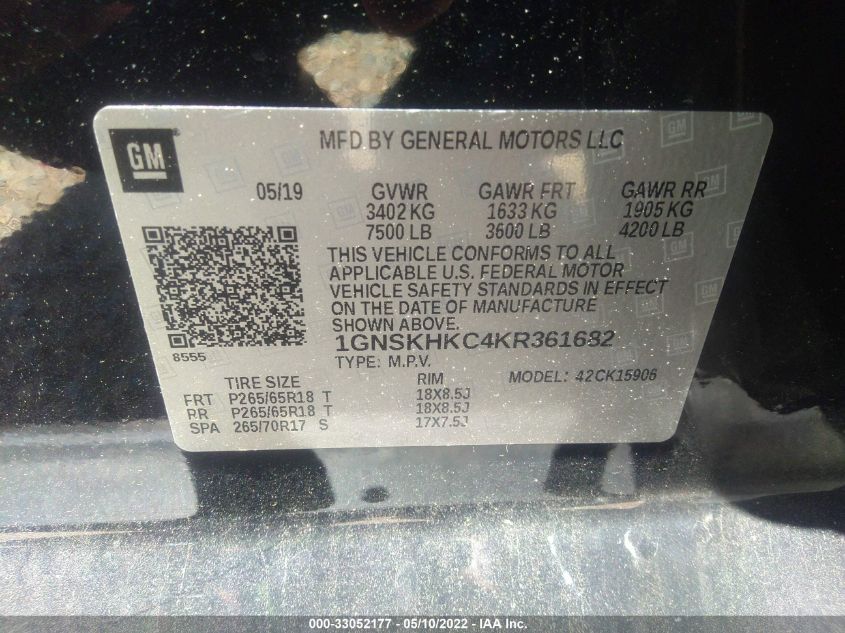 GM
MFD BY GENERAL MOTORS LLC
05/19 GVWR GAWR FRT GAWR RR
3402 KG 1633 KG 1905 KG
7500 LB 3600 LB 4200 LB
THIS VEHICLE CONFORMS TO ALL
APPLICABLE U.S. FEDERAL MOTOR
VEHICLE SAFETY STANDARDS IN EFFECT
ON THE DATE OF MANUFACTURE
SHOWN ABOVE.
8555
1GNSKHKC4KR361682
TYPE: M.P.V.
MODEL: 42CK15906
TIRE SIZE RIM
FRT P265/65R18 T 18X8.5J
RR P265/65R18 T 18X8.5J
SPA 265/70R17 S 17X7.5J
000-33052177 - 05/10/2022 - IAA Inc.